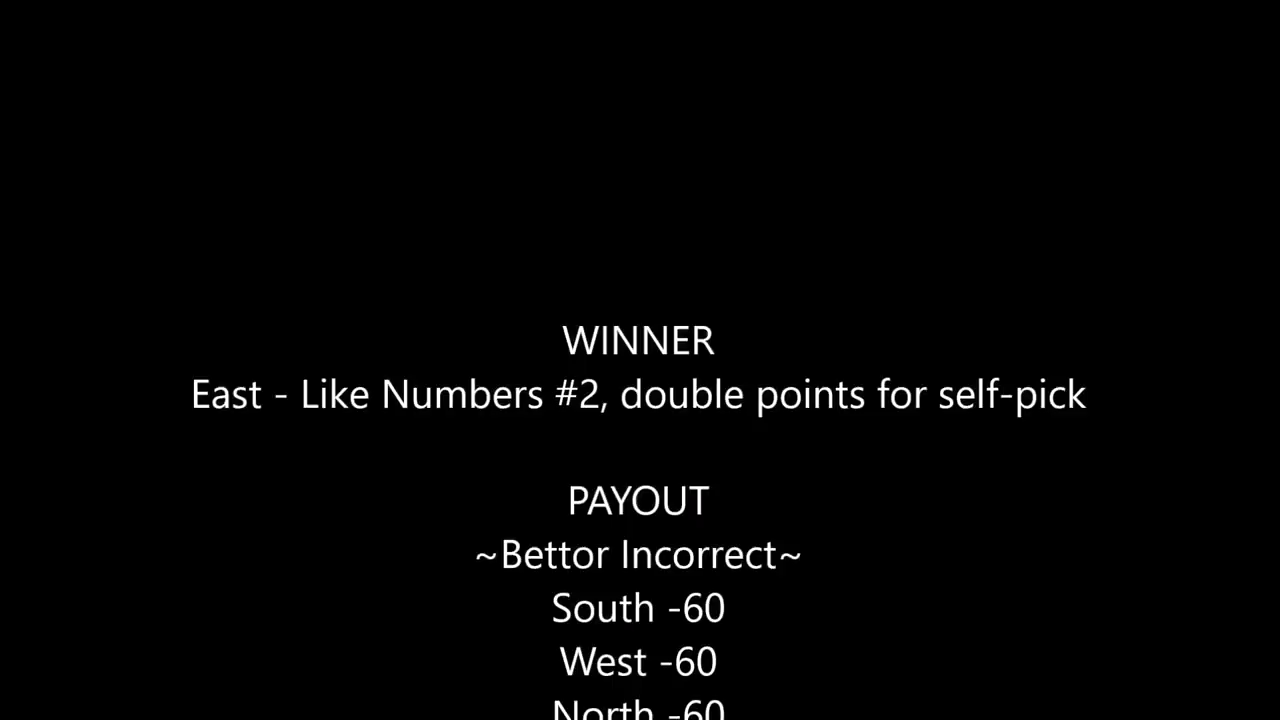 WINNER
East - Like Numbers #2, double points for self-pick
PAYOUT
~Bettor Incorrect~
South -60
West -60
North -60